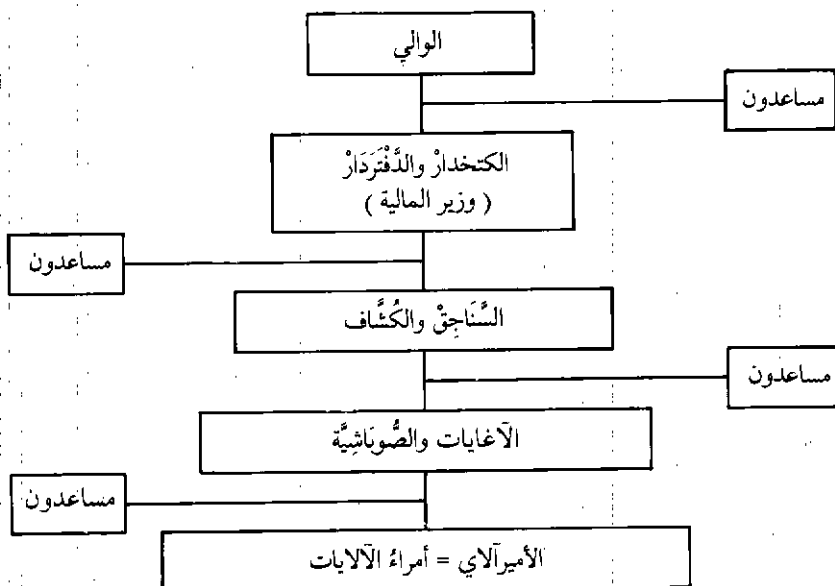 الوالي
مساعدون
الكتخدارْ والدَّفْتَرَدَارْ
( وزير المالية )
مساعدون
السَّنَاجِقْ والكُشَّاف
مساعدون
الآغايات والصُّوبَاشِيَّة
مساعدون
الأميرآلاي = أمراءُ الآلايات